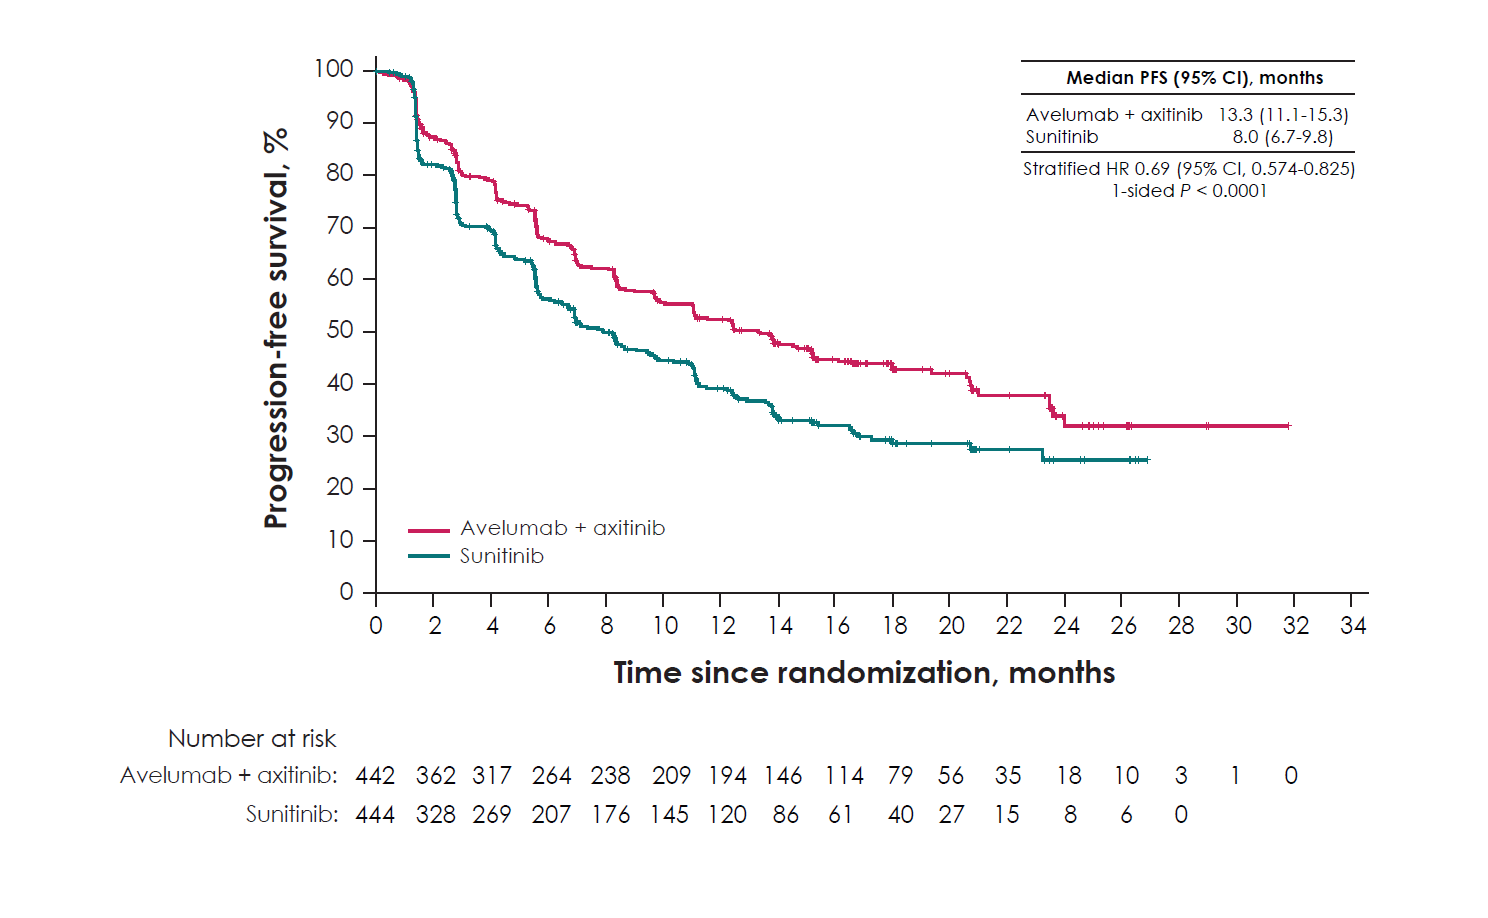 Progression-free survival, %
100
90
80
70
60
50
40
30
20
10
0
Median PFS (95% CI), months
Avelumab + axitinib 13.3 (11.1-15.3)
Sunitinib 8.0 (6.7-9.8)
Stratified HR 0.69 (95% CI, 0.574-0.825)
1-sided P < 0.0001
Avelumab + axitinib
Sunitinib
0 2 4 6 8 10 12 14 16 18 20 22 24 26 28 30 32 34
Time since randomization, months
Number at risk
Avelumab + axitinib: 442 362 317 264 238 209 194 146 114 79 56 35 18 10 3 1 0
Sunitinib: 444 328 269 207 176 145 120 86 61 40 27 15 8 6 0